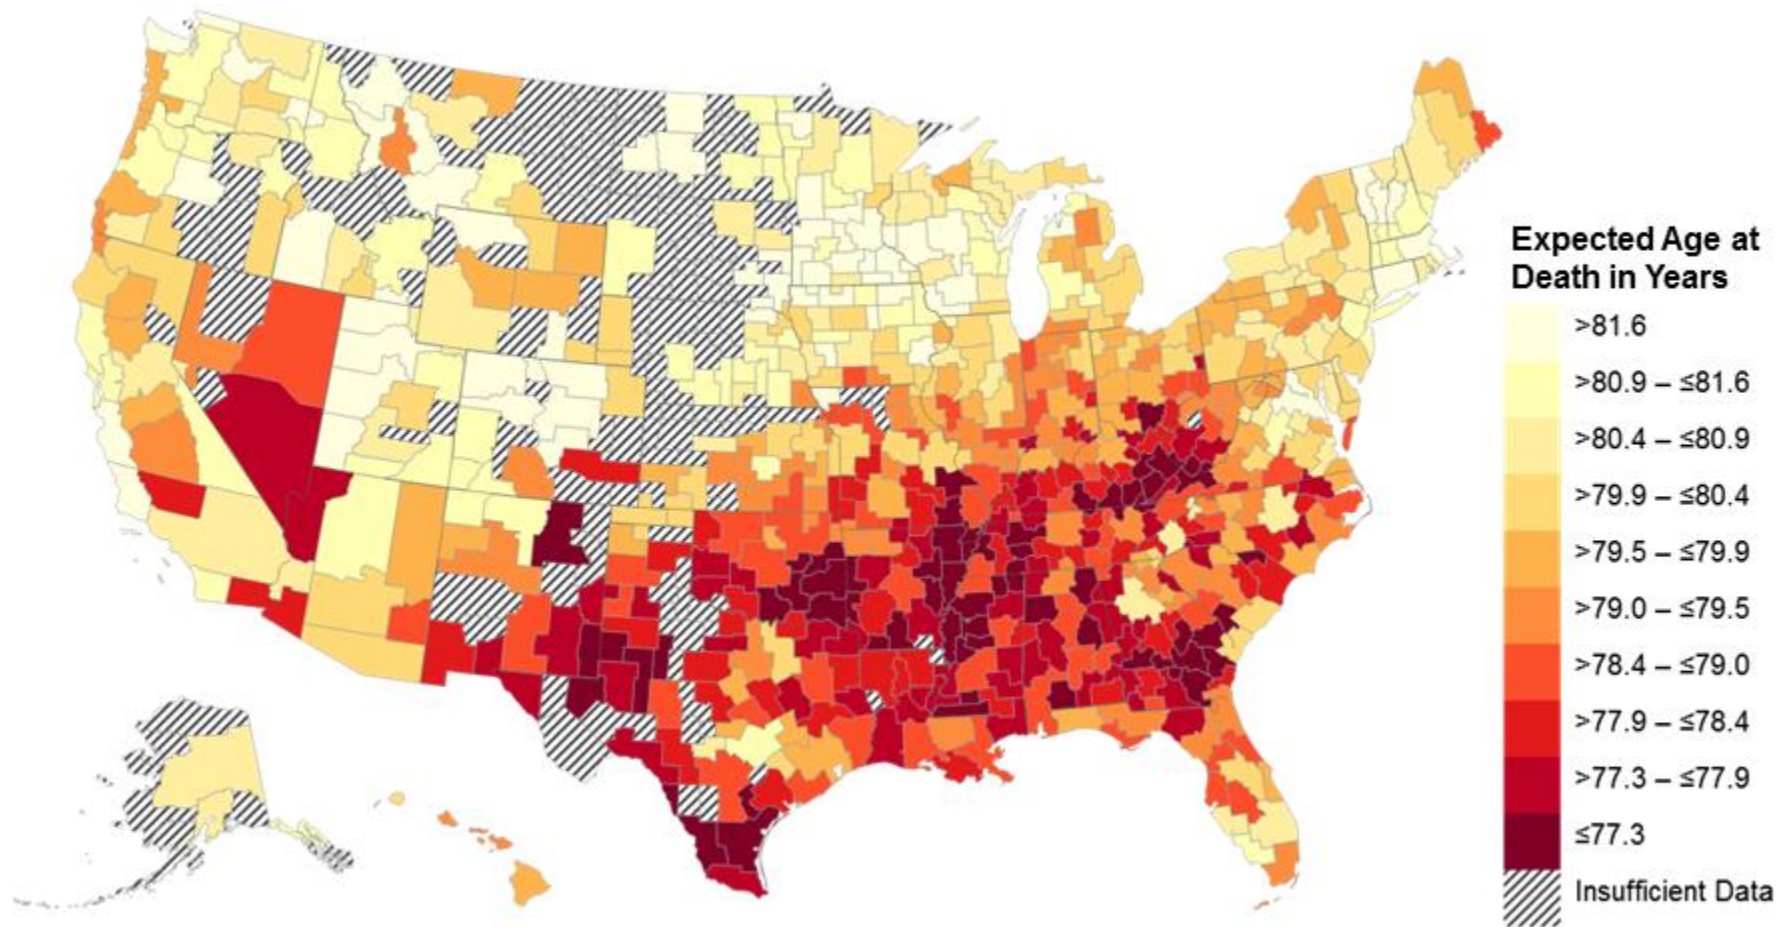 Expected Age at
Death in Years
>81.6
>80.9 – ≤81.6
>80.4 – ≤80.9
>79.9 – ≤80.4
>79.5 – ≤79.9
>79.0 – ≤79.5
>78.4 – ≤79.0
>77.9 – ≤78.4
>77.3 – ≤77.9
≤77.3
Insufficient Data